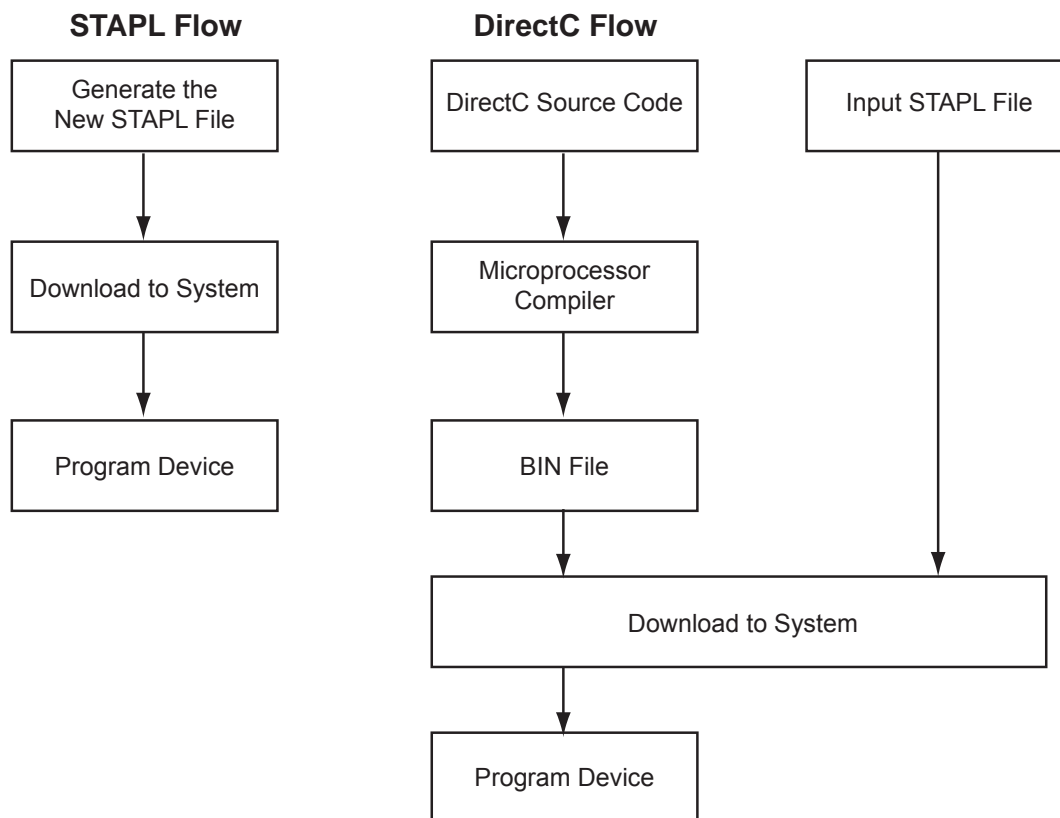 STAPL Flow
Generate the
New STAPL File
Download to System
Program Device
DirectC Flow
DirectC Source Code
Input STAPL File
Microprocessor
Compiler
BIN File
Download to System
Program Device